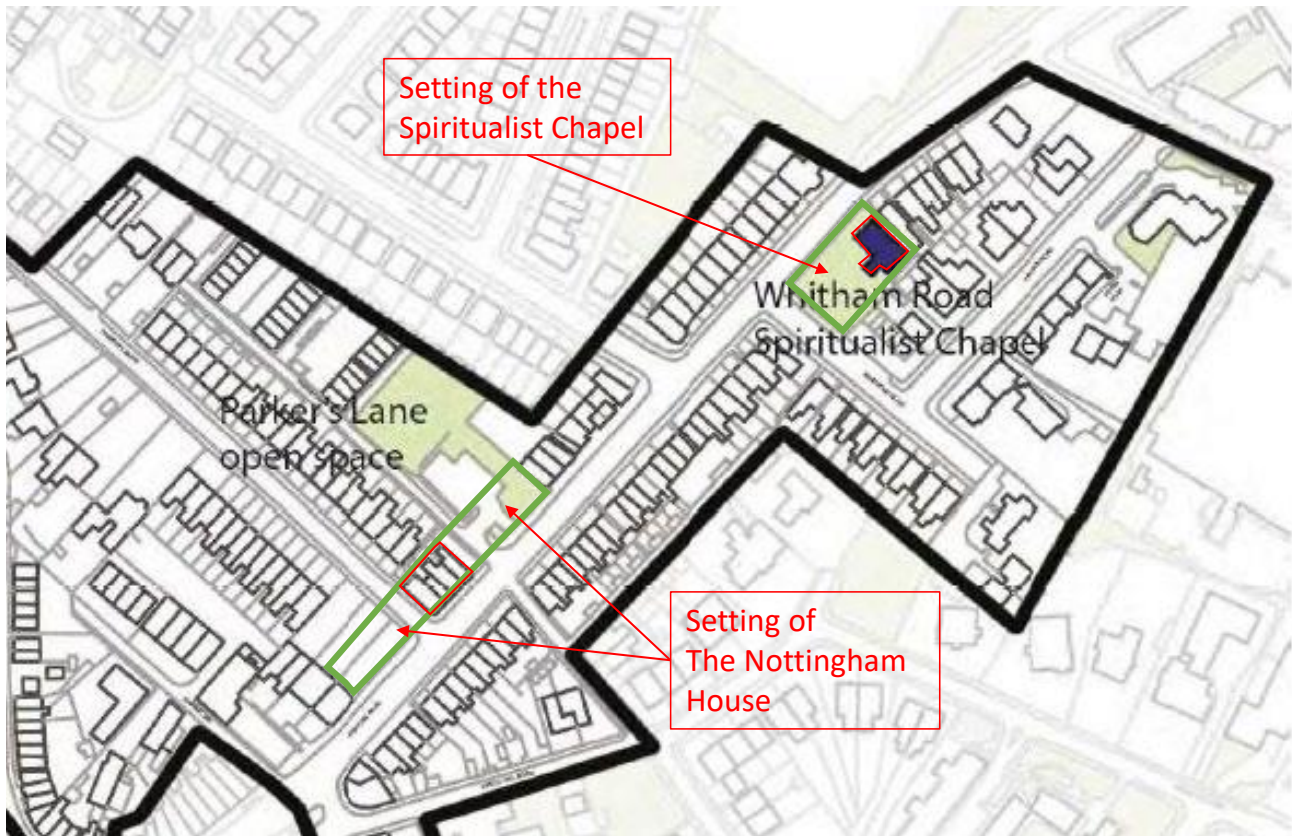 Setting of the
Spiritualist Chapel
Whitham Road
Spiritualist Chapel
Parker's Lane
open space
Setting of
The Nottingham
House